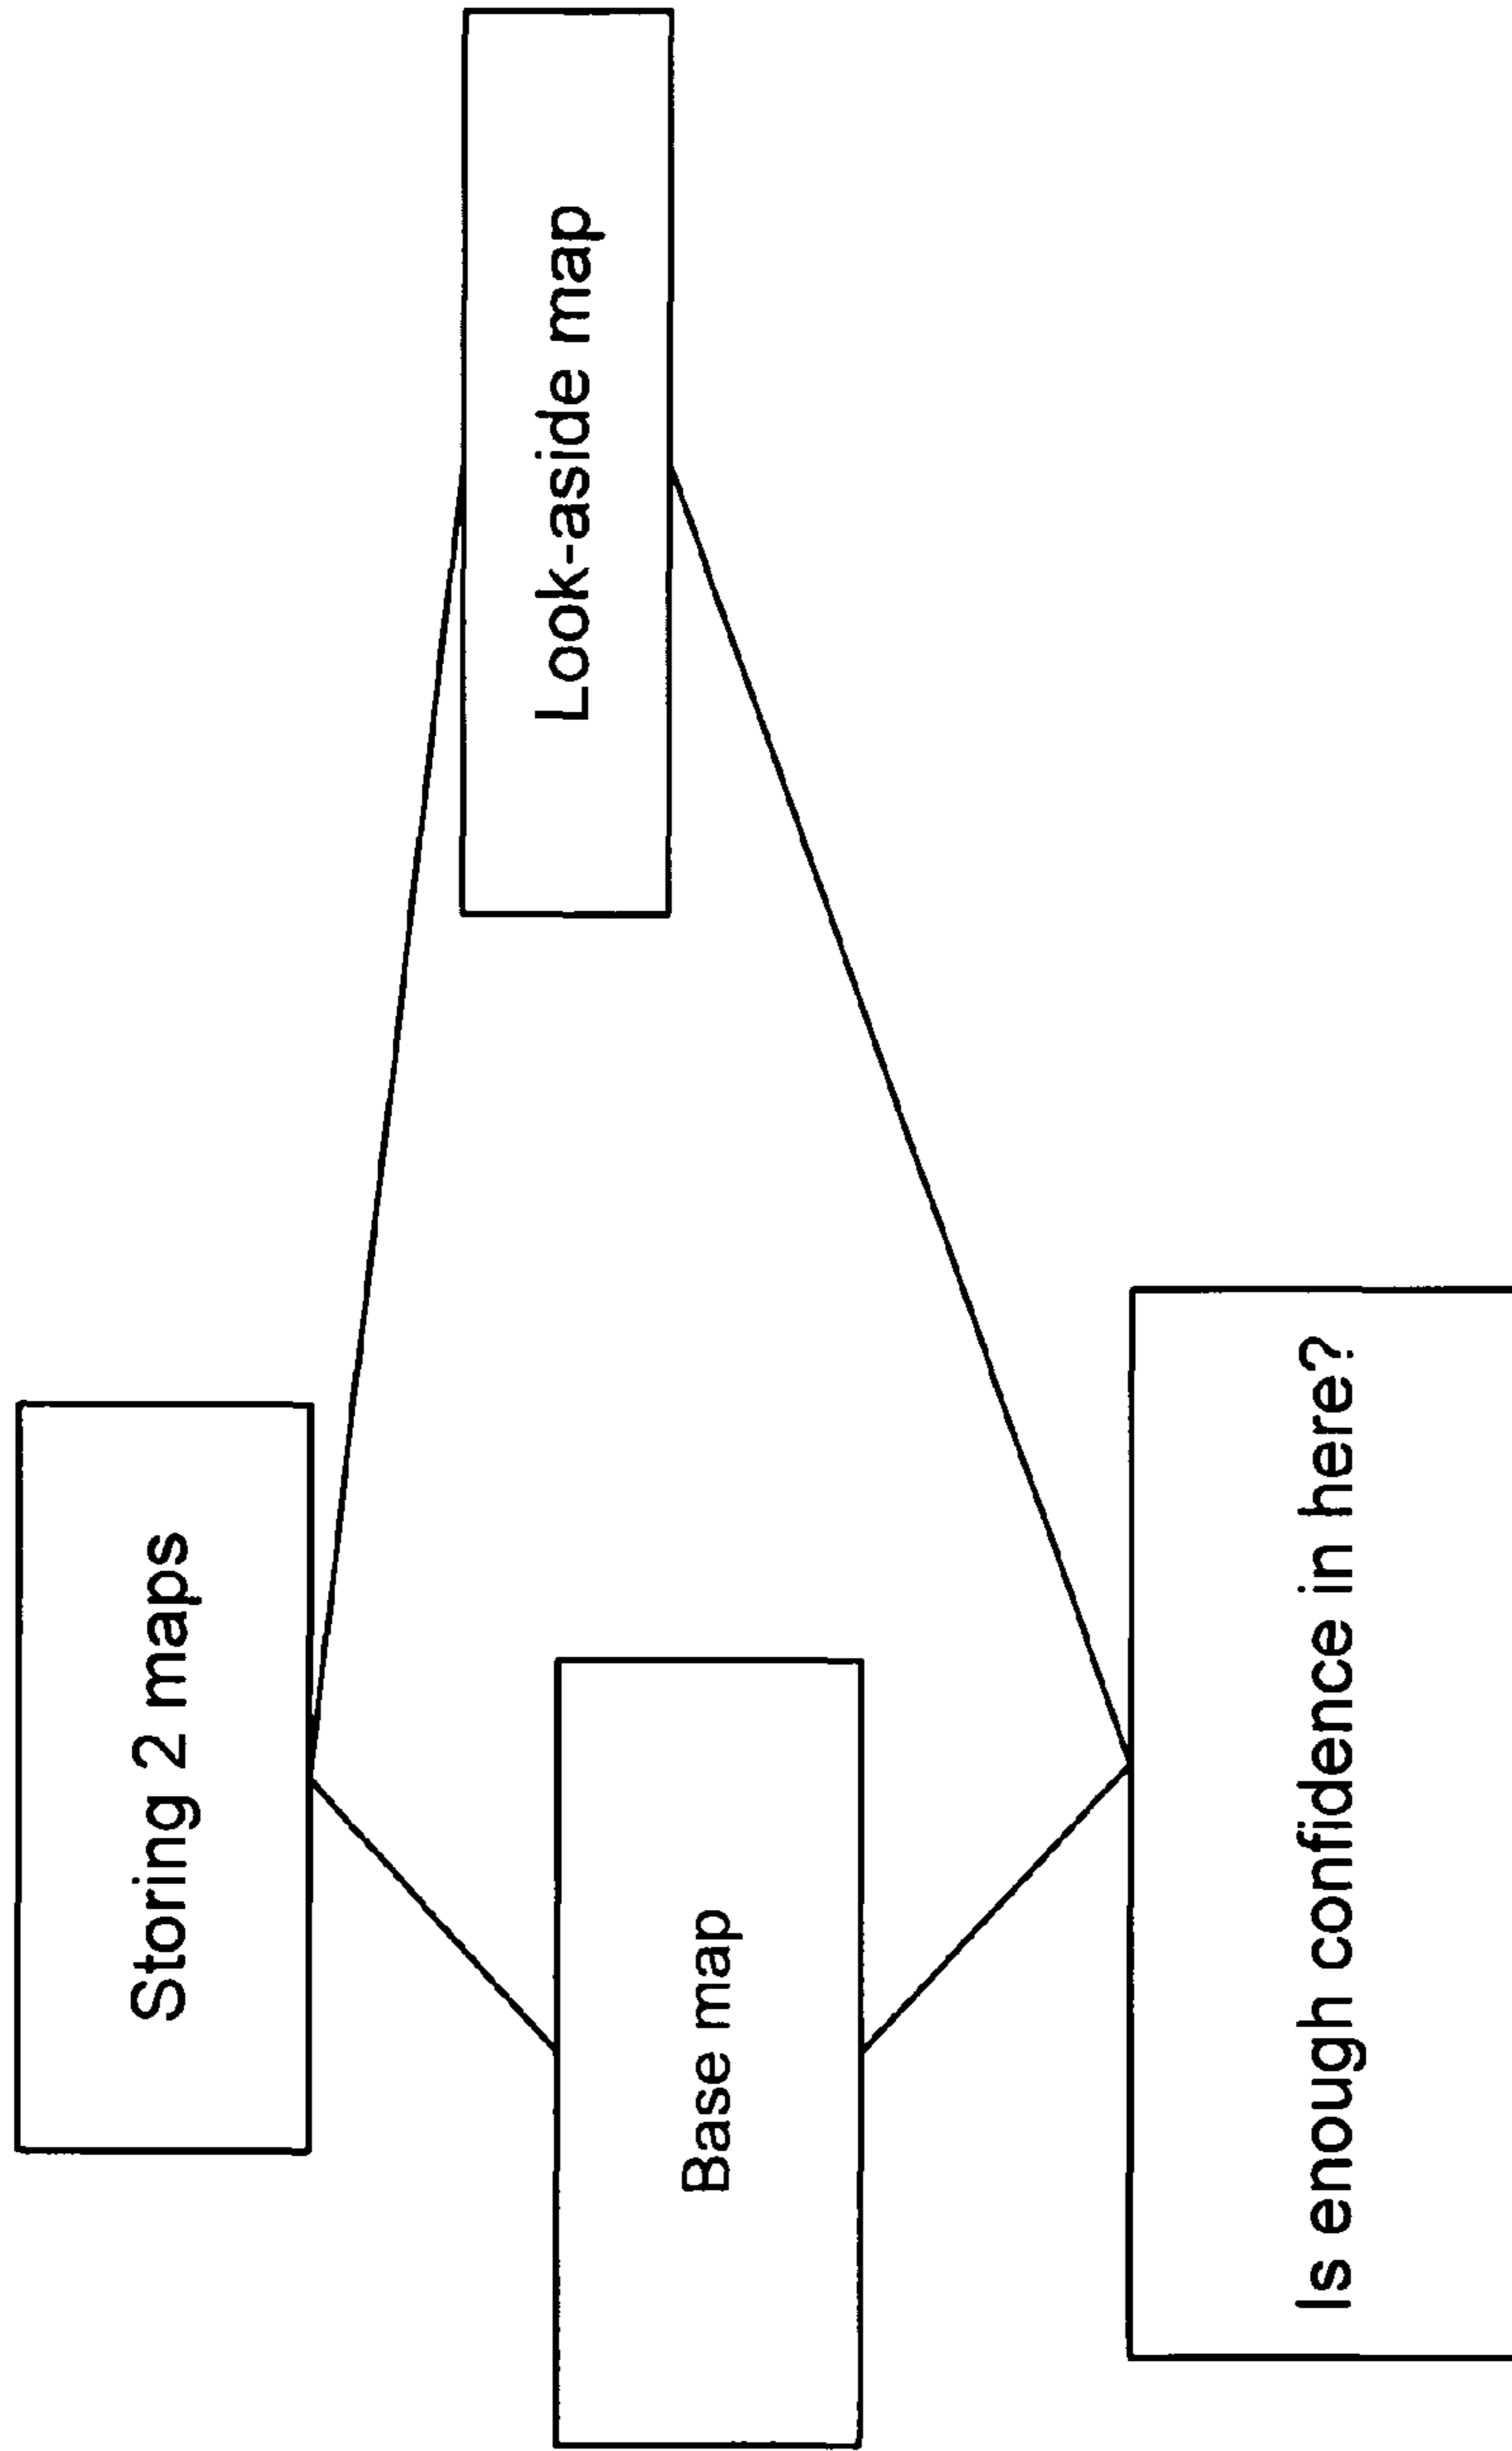 Storing 2 maps
Look-aside map
Base map
Is enough confidence in here?